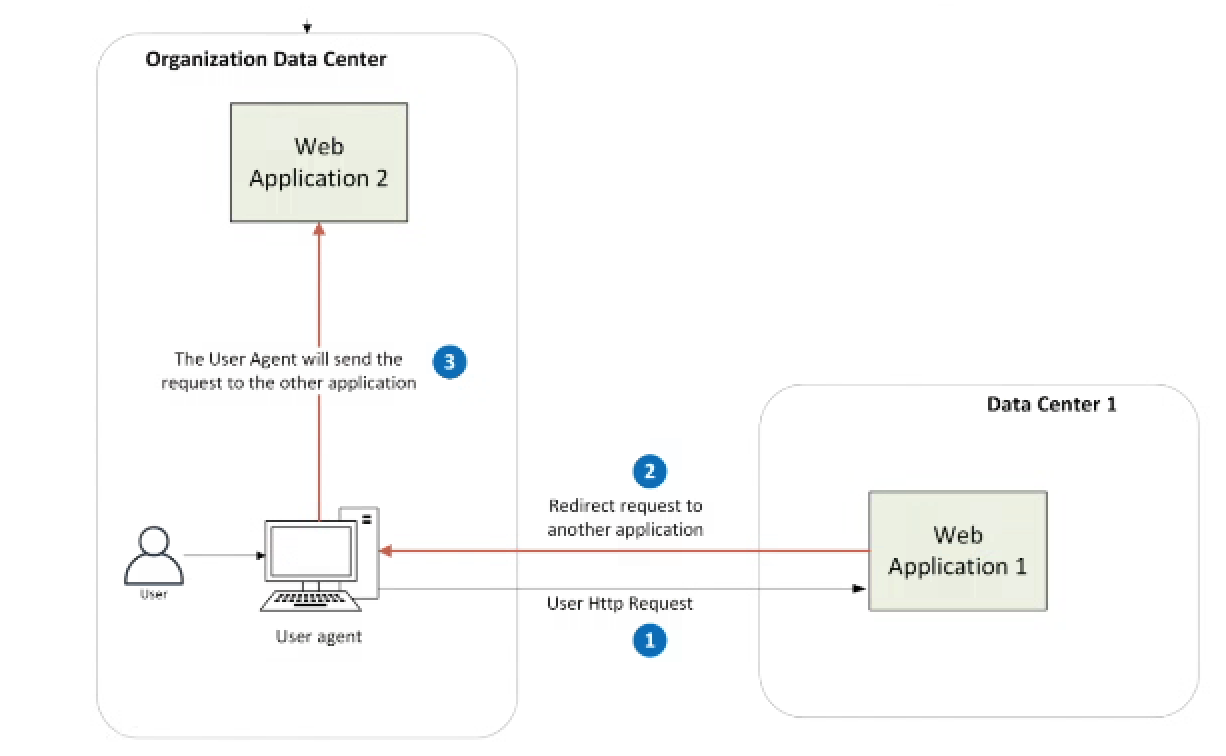 Organization Data Center
Web
Application 2
The User Agent will send the
request to the other application
3
Data Center 1
2
Redirect request to
another application
Web
Application 1
User
User Http Request
1
User agent